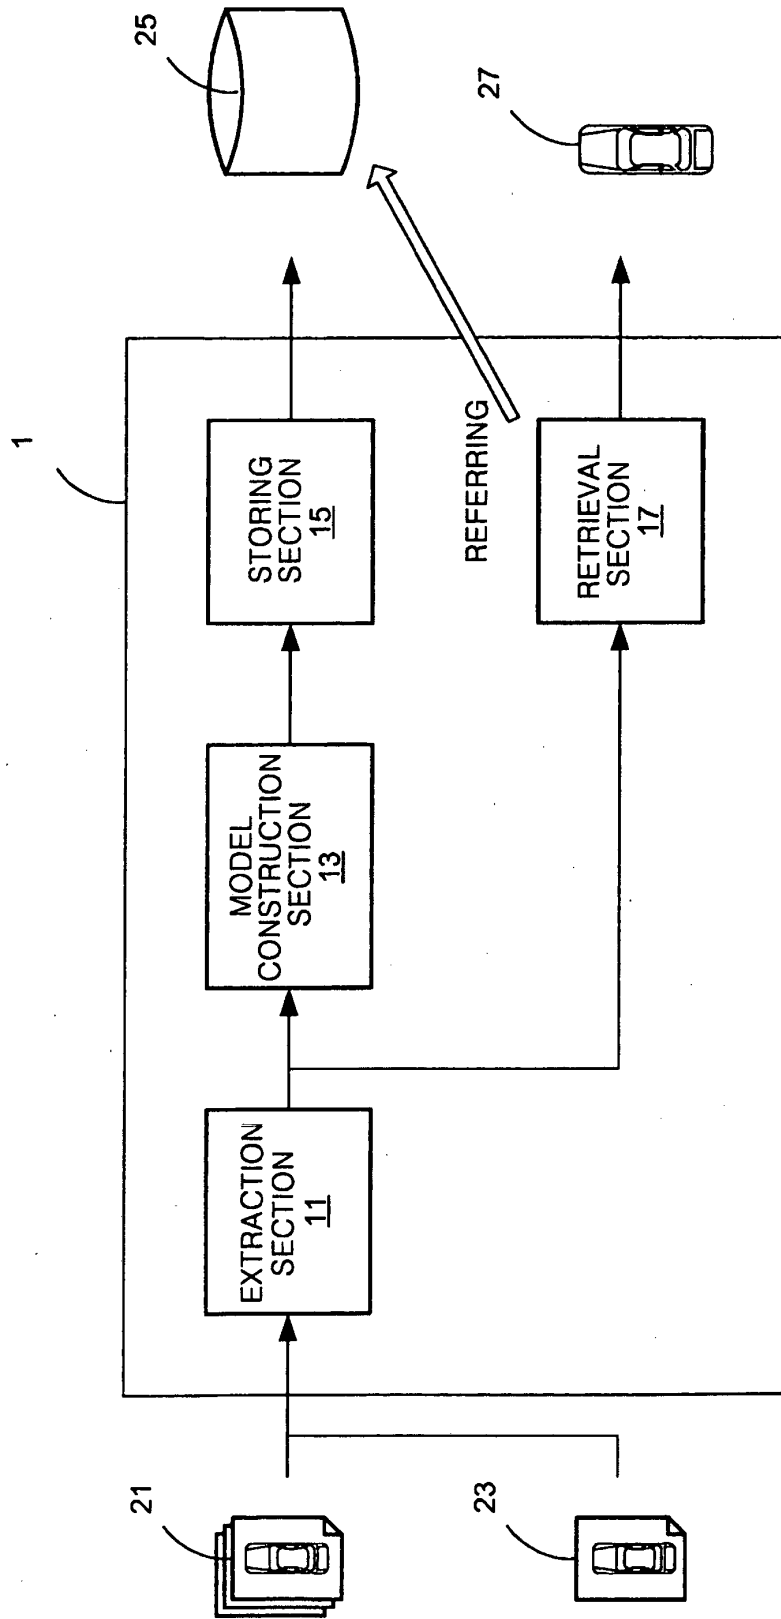 1
21
23
EXTRACTION
SECTION
11
MODEL
CONSTRUCTION
SECTION
13
STORING
SECTION
15
REFERRING
RETRIEVAL
SECTION
17
25
27